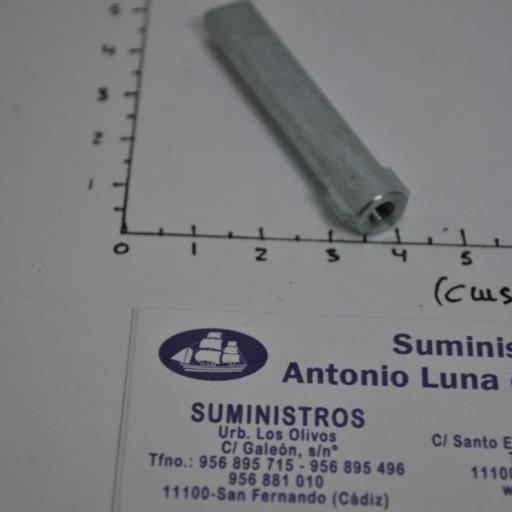 5
4
3
2
1
0 1 2 3 4 5
(cms
Suminis
Antonio Luna
SUMINISTROS
Urb. Los Olivos
C/ Galeón, s/nº
Tfno.: 956 895 715 - 956 895 496
956 881 010
11100-San Fernando (Cádiz)
C/ Santo E
11100